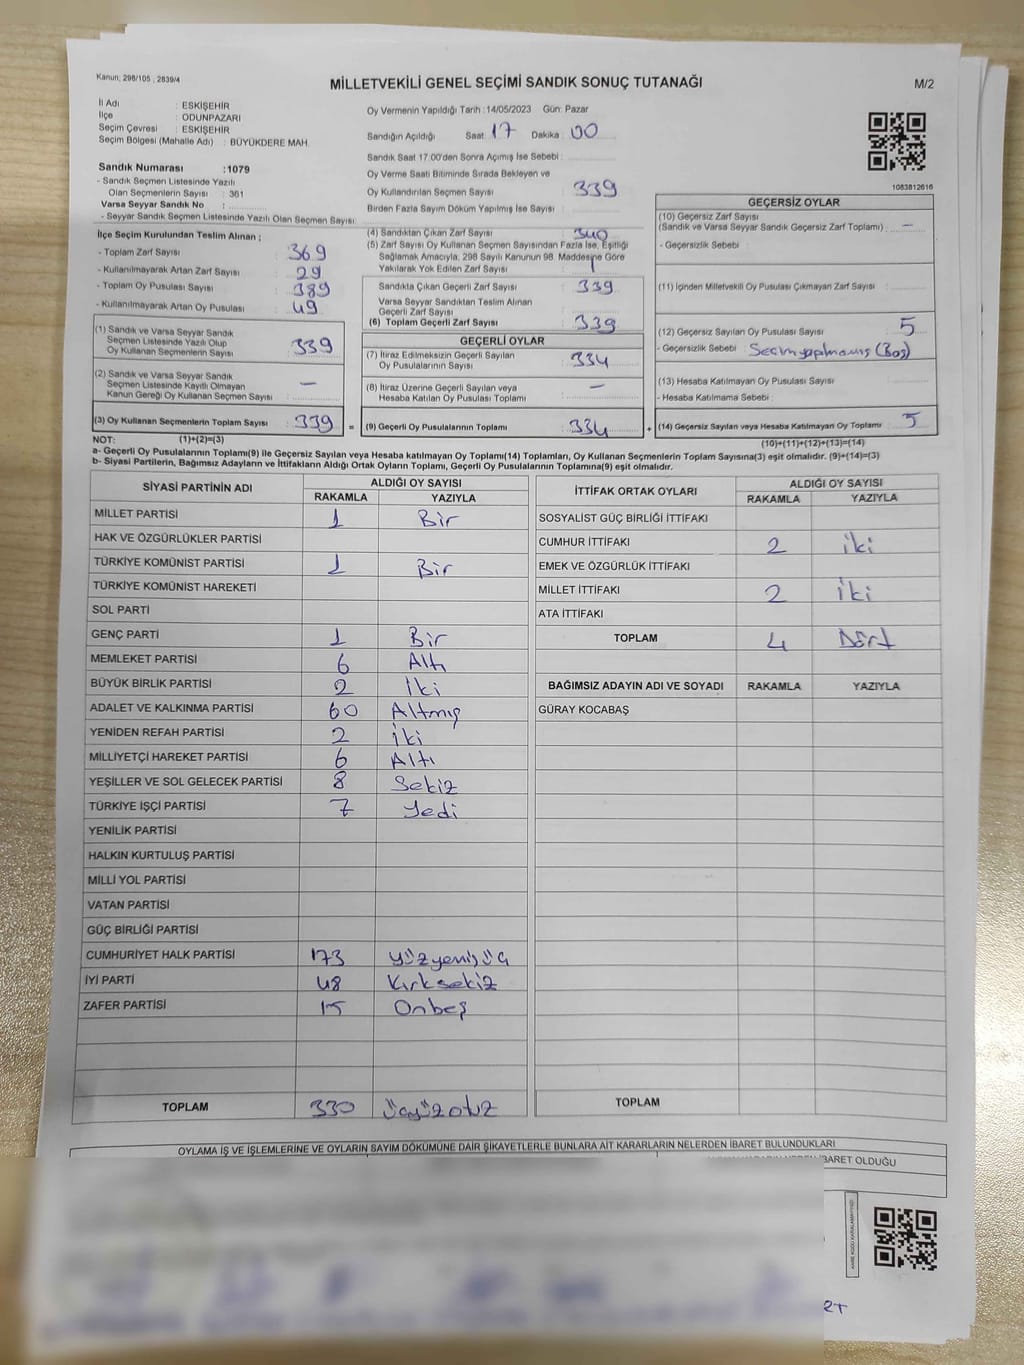 Kanun; 298/105 ; 2839/4
MİLLETVEKİLİ GENEL SEÇİMİ SANDIK SONUÇ TUTANAĞI
M/2
İl Adı : ESKİŞEHİR
İlçe : ODUNPAZARI
Seçim Çevresi : ESKİŞEHİR
Seçim Bölgesi (Mahalle Adı) : BÜYÜKDERE MAH.
Sandık Numarası : 1079
- Sandık Seçmen Listesinde Yazılı
Olan Seçmenlerin Sayısı : 361
Varsa Seyyar Sandık No :
- Seyyar Sandık Seçmen Listesinde Yazılı Olan Seçmen Sayısı:
Oy Vermenin Yapıldığı Tarih : 14/05/2023 Gün: Pazar
Sandığın Açıldığı Saat: 17 Dakika : 00
Sandık Saat 17:00'den Sonra Açımış İse Sebebi :
Oy Verme Saati Bitiminde Sırada Bekleyen ve
Oy Kullandırılan Seçmen Sayısı : 339
Birden Fazla Sayım Döküm Yapılmış İse Sayısı :
1083812616
İlçe Seçim Kurulundan Teslim Alınan ;
- Toplam Zarf Sayısı : 369
- Kullanılmayarak Artan Zarf Sayısı : 29
- Toplam Oy Pusulası Sayısı : 389
- Kullanılmayarak Artan Oy Pusulası : 49
(1) Sandık ve Varsa Seyyar Sandık
Seçmen Listesinde Yazılı Olup
Oy Kullanan Seçmenlerin Sayısı : 339
(2) Sandık ve Varsa Seyyar Sandık
Seçmen Listesinde Kayıtlı Olmayan
Kanun Gereği Oy Kullanan Seçmen Sayısı : —
(3) Oy Kullanan Seçmenlerin Toplam Sayısı : 339
(4) Sandıktan Çıkan Zarf Sayısı : 340
(5) Zarf Sayısı Oy Kullanan Seçmen Sayısından Fazla İse, Eşitliği
Sağlamak Amacıyla, 298 Sayılı Kanunun 98. Maddesine Göre
Yakılarak Yok Edilen Zarf Sayısı : 1
Sandıkta Çıkan Geçerli Zarf Sayısı : 339
Varsa Seyyar Sandıktan Teslim Alınan
Geçerli Zarf Sayısı :
(6) Toplam Geçerli Zarf Sayısı : 339
GEÇERLİ OYLAR
(7) İtiraz Edilmeksizin Geçerli Sayılan
Oy Pusulalarının Sayısı : 334
(8) İtiraz Üzerine Geçerli Sayılan veya
Hesaba Katılan Oy Pusulası Toplamı : —
= (9) Geçerli Oy Pusulalarının Toplamı : 334
GEÇERSİZ OYLAR
(10) Geçersiz Zarf Sayısı
(Sandık ve Varsa Seyyar Sandık Geçersiz Zarf Toplamı) : —
- Geçersizlik Sebebi :
(11) İçinden Milletvekili Oy Pusulası Çıkmayan Zarf Sayısı :
(12) Geçersiz Sayılan Oy Pusulası Sayısı : 5
- Geçersizlik Sebebi : Seçim yapılmamış (Boş)
(13) Hesaba Katılmayan Oy Pusulası Sayısı :
- Hesaba Katılmama Sebebi :
+ (14) Geçersiz Sayılan veya Hesaba Katılmayan Oy Toplamı : 5
NOT: (1)+(2)=(3)
(10)+(11)+(12)+(13)=(14)
a- Geçerli Oy Pusulalarının Toplamı(9) ile Geçersiz Sayılan veya Hesaba katılmayan Oy Toplamı(14) Toplamları, Oy Kullanan Seçmenlerin Toplam Sayısına(3) eşit olmalıdır. (9)+(14)=(3)
b- Siyasi Partilerin, Bağımsız Adayların ve İttifakların Aldığı Ortak Oyların Toplamı, Geçerli Oy Pusulalarının Toplamına(9) eşit olmalıdır.
SİYASİ PARTİNİN ADI ALDIĞI OY SAYISI
RAKAMLA YAZIYLA
MİLLET PARTİSİ 1 Bir
HAK VE ÖZGÜRLÜKLER PARTİSİ
TÜRKİYE KOMÜNİST PARTİSİ 1 Bir
TÜRKİYE KOMÜNİST HAREKETİ
SOL PARTİ
GENÇ PARTİ 1 Bir
MEMLEKET PARTİSİ 6 Altı
BÜYÜK BİRLİK PARTİSİ 2 İki
ADALET VE KALKINMA PARTİSİ 60 Altmış
YENİDEN REFAH PARTİSİ 2 İki
MİLLİYETÇİ HAREKET PARTİSİ 6 Altı
YEŞİLLER VE SOL GELECEK PARTİSİ 8 Sekiz
TÜRKİYE İŞÇİ PARTİSİ 7 Yedi
YENİLİK PARTİSİ
HALKIN KURTULUŞ PARTİSİ
MİLLİ YOL PARTİSİ
VATAN PARTİSİ
GÜÇ BİRLİĞİ PARTİSİ
CUMHURİYET HALK PARTİSİ 173
İYİ PARTİ 48 Kırksekiz
ZAFER PARTİSİ 15 Onbeş
TOPLAM 330 üçyüzotuz
İTTİFAK ORTAK OYLARI ALDIĞI OY SAYISI
RAKAMLA YAZIYLA
SOSYALİST GÜÇ BİRLİĞİ İTTİFAKI
CUMHUR İTTİFAKI 2 iki
EMEK VE ÖZGÜRLÜK İTTİFAKI
MİLLET İTTİFAKI 2 İki
ATA İTTİFAKI
TOPLAM 4 Dört
BAĞIMSIZ ADAYIN ADI VE SOYADI RAKAMLA YAZIYLA
GÜRAY KOCABAŞ
TOPLAM
OYLAMA İŞ VE İŞLEMLERİNE VE OYLARIN SAYIM DÖKÜMÜNE DAİR ŞİKAYETLERLE BUNLARA AİT KARARLARIN NELERDEN İBARET BULUNDUKLARI
İBARET OLDUĞU